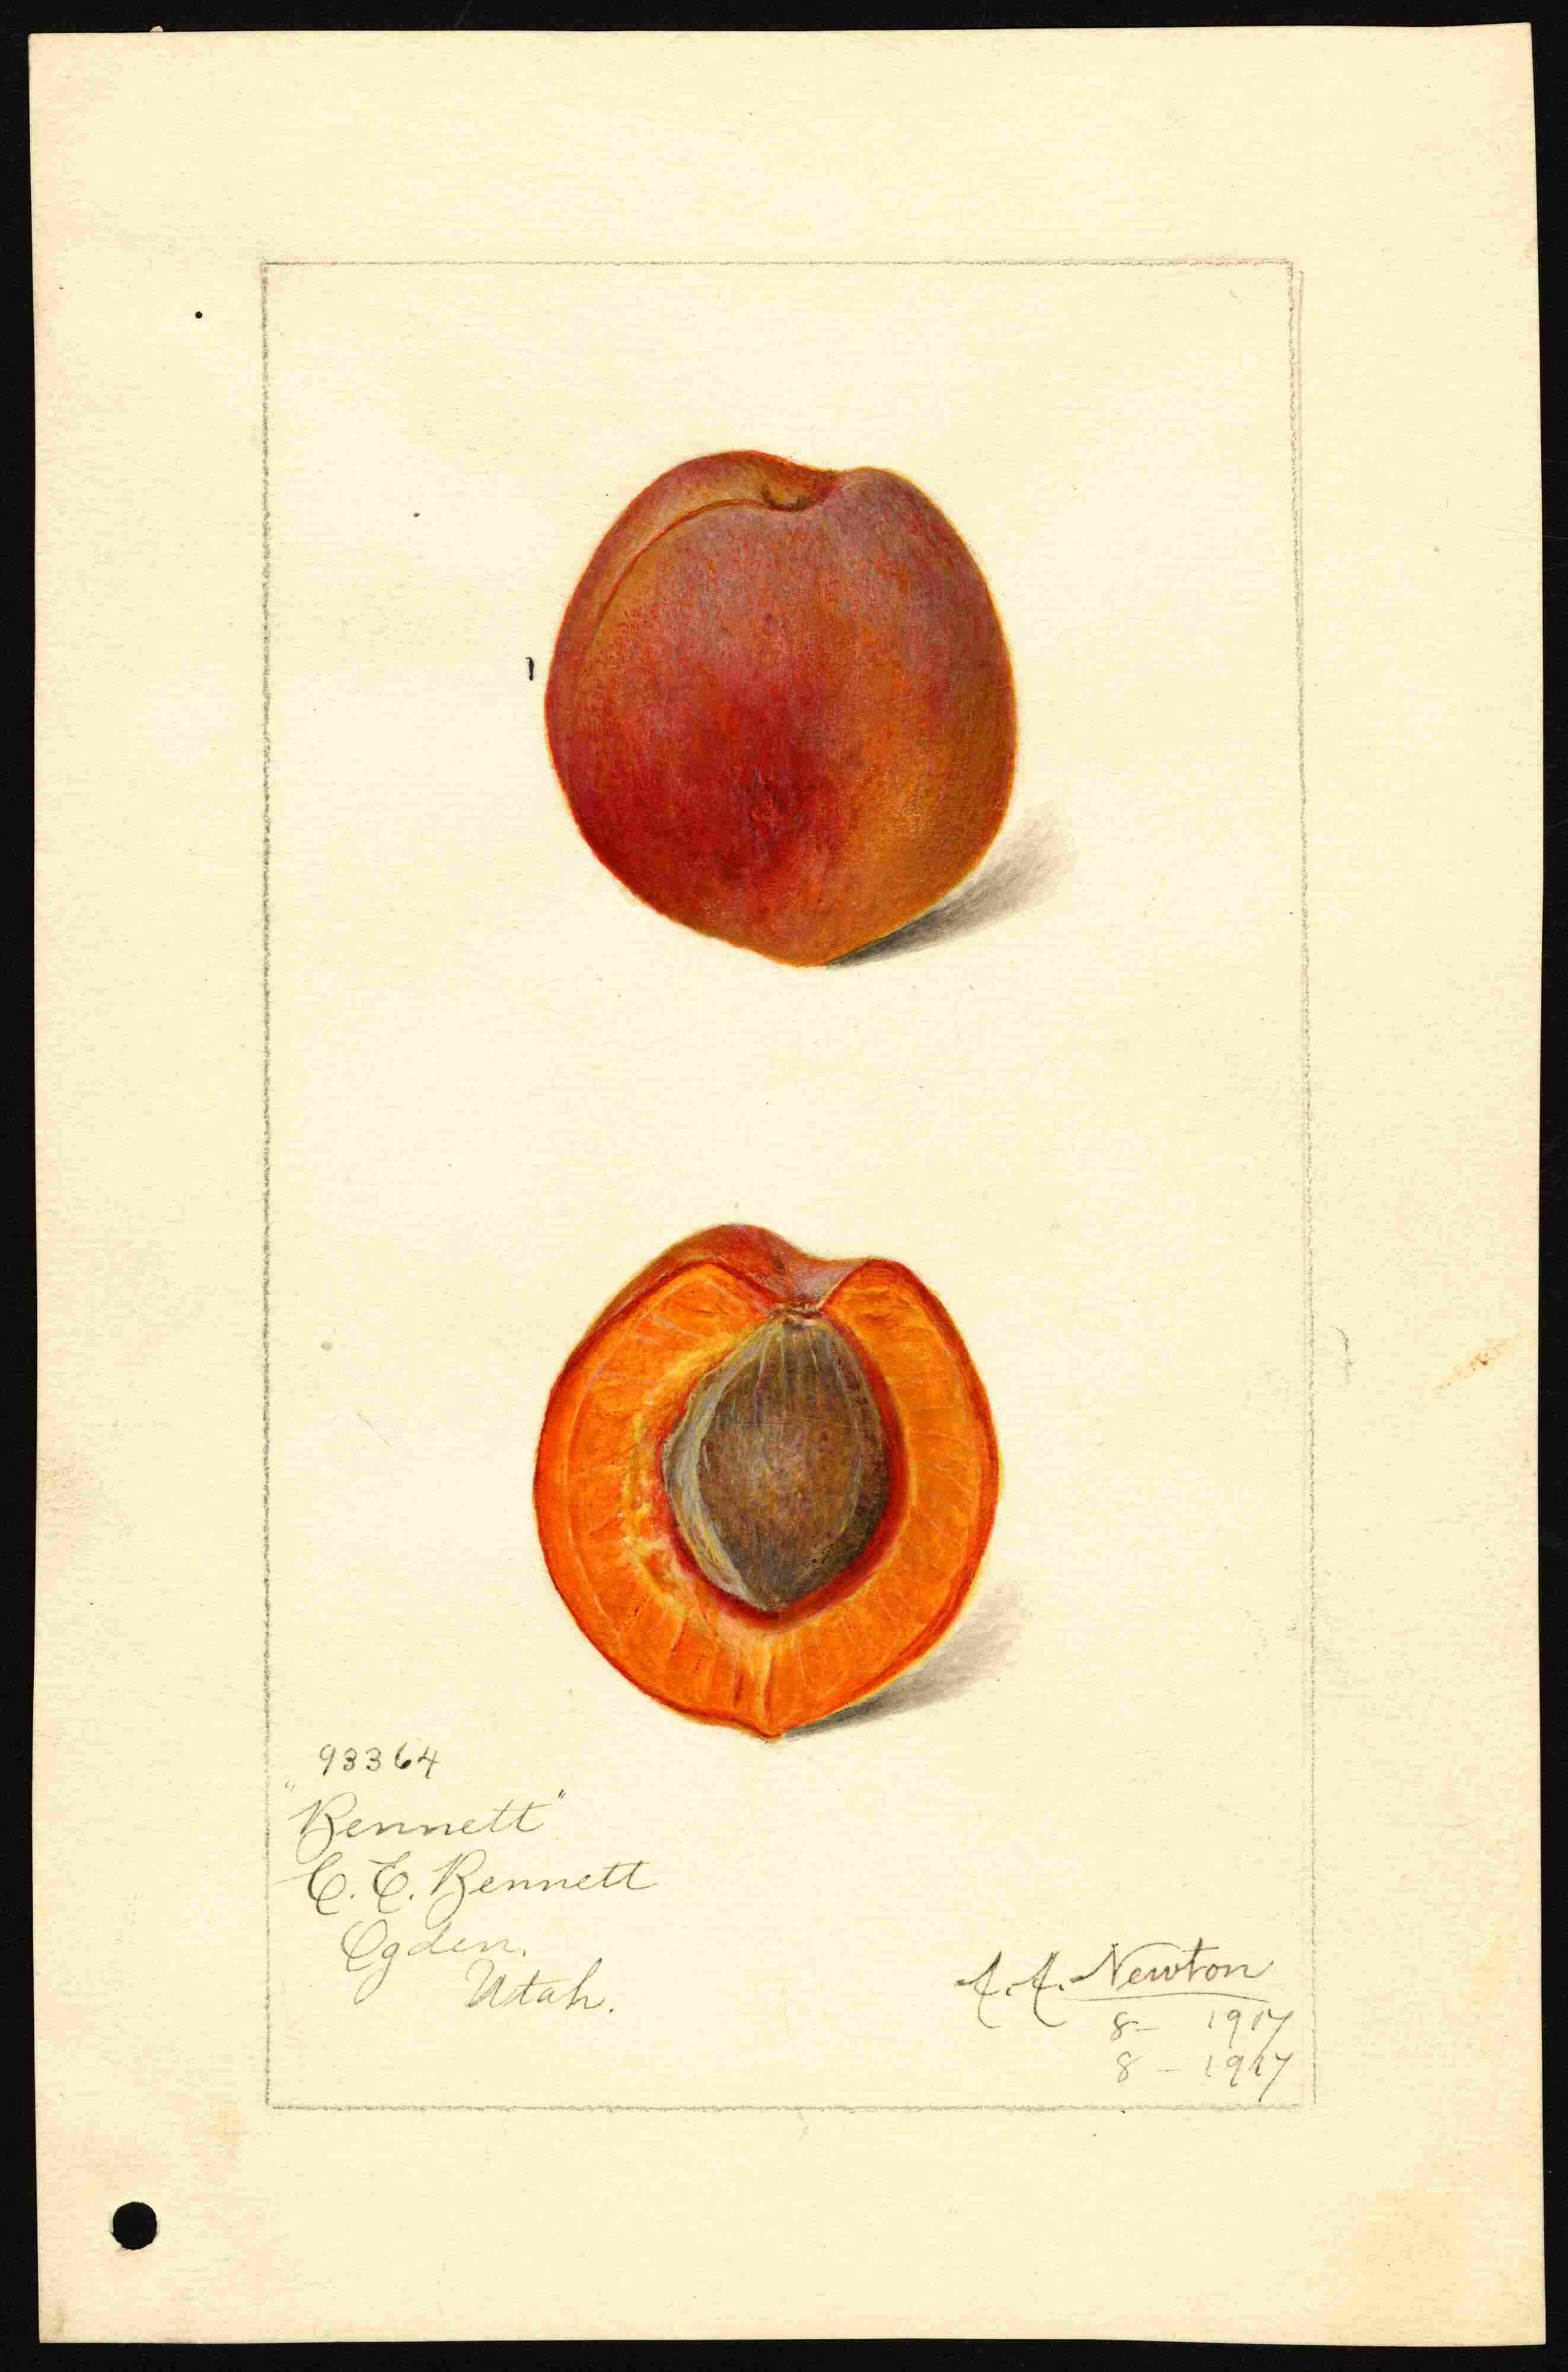 93364
"Bennett"
C. E. Bennett
Ogden,
Utah.
A. A. Newton
8- 1917
8-1917